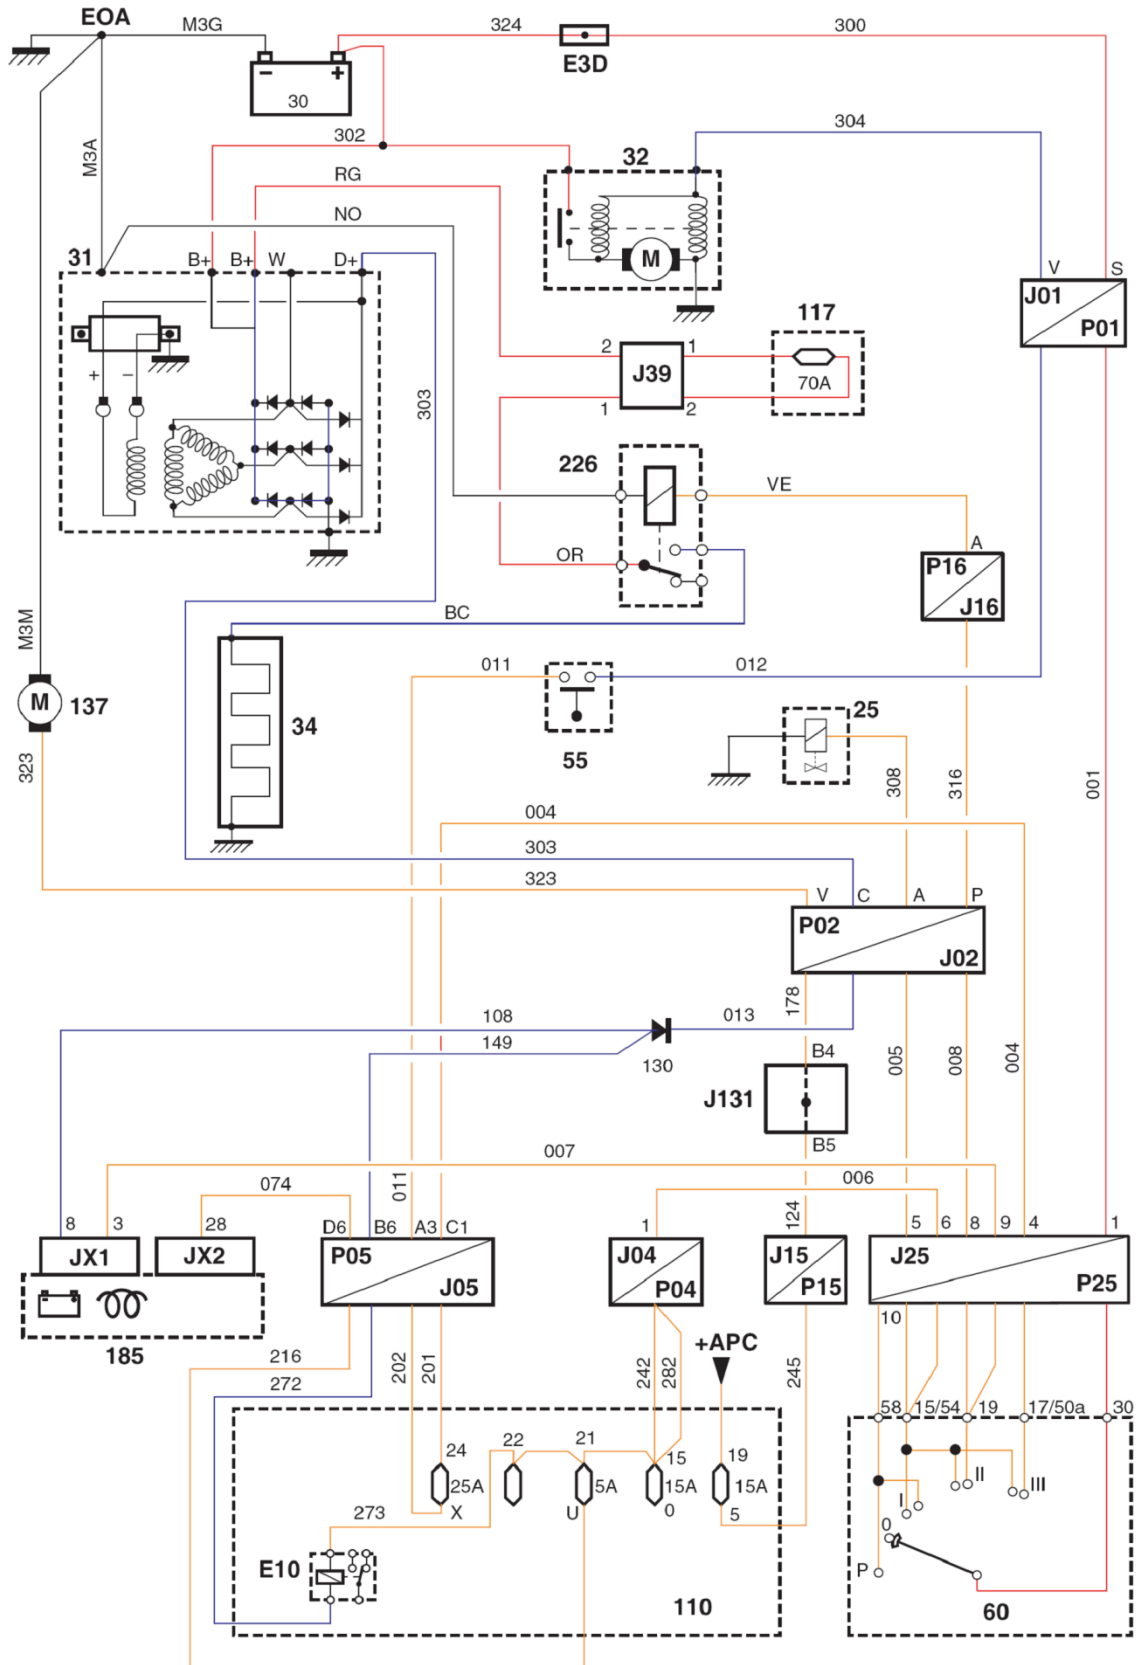 EOA M3G 324 300
E3D
30
302 304
M3A 32
RG
NO
31 B+ B+ W D+ M V S
J01
P01
117
2 1
J39
70A
1 2
303
226
VE
OR
A
P16
J16
BC
M3M
011 012
M 137
34
25
55
323 308 316 001
004
303
323
V C A P
P02
J02
178
108 013
149
130
B4
J131
B5
005 008 004
007
011 006
074 124
8 3 28 D6 B6 A3 C1 1 5 6 8 9 4 1
JX1 JX2 P05 J04 J15 J25
J05 P04 P15 P25
10
185
216 +APC
272 202 201 242 282 245
58 15/54 19 17/50a 30
24 22 21 15 19
25A 5A 15A 15A
X U 0 5
273
II III
I
0
E10
P
110 60